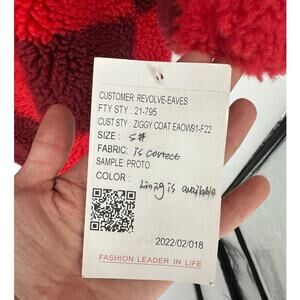 CUSTOMER: REVOLVE-EAVES
FTY STY : 21-795
CUST STY : ZIGGY COAT EAOW91-F22
SIZE : S#
FABRIC: is correct
SAMPLE: PROTO
COLOR : Lining is available
2022/02/018
FASHION LEADER IN LIFE